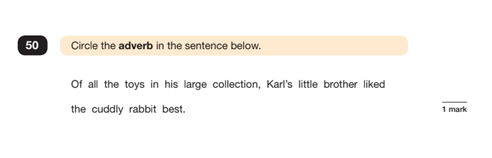 50 Circle the adverb in the sentence below.
Of all the toys in his large collection, Karl's little brother liked
the cuddly rabbit best.
1 mark